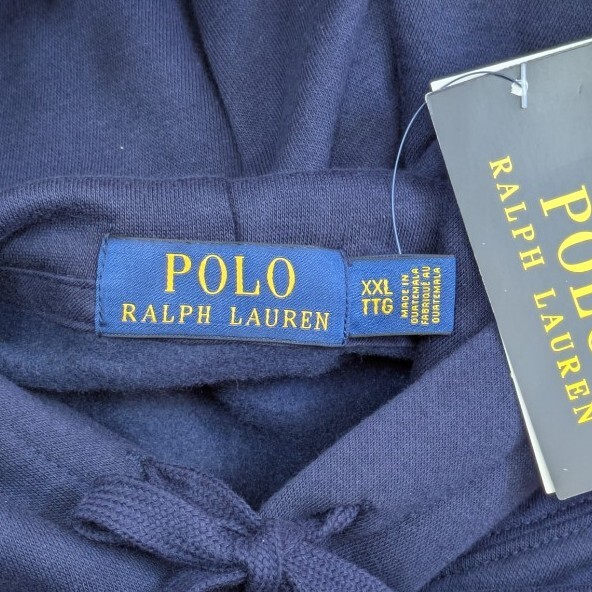 POLO
RALPH LAUREN
XXL
TTG
MADE IN
GUATEMALA
FABRIQUÉ AU
GUATEMALA
POLO
RALPH LAUREN